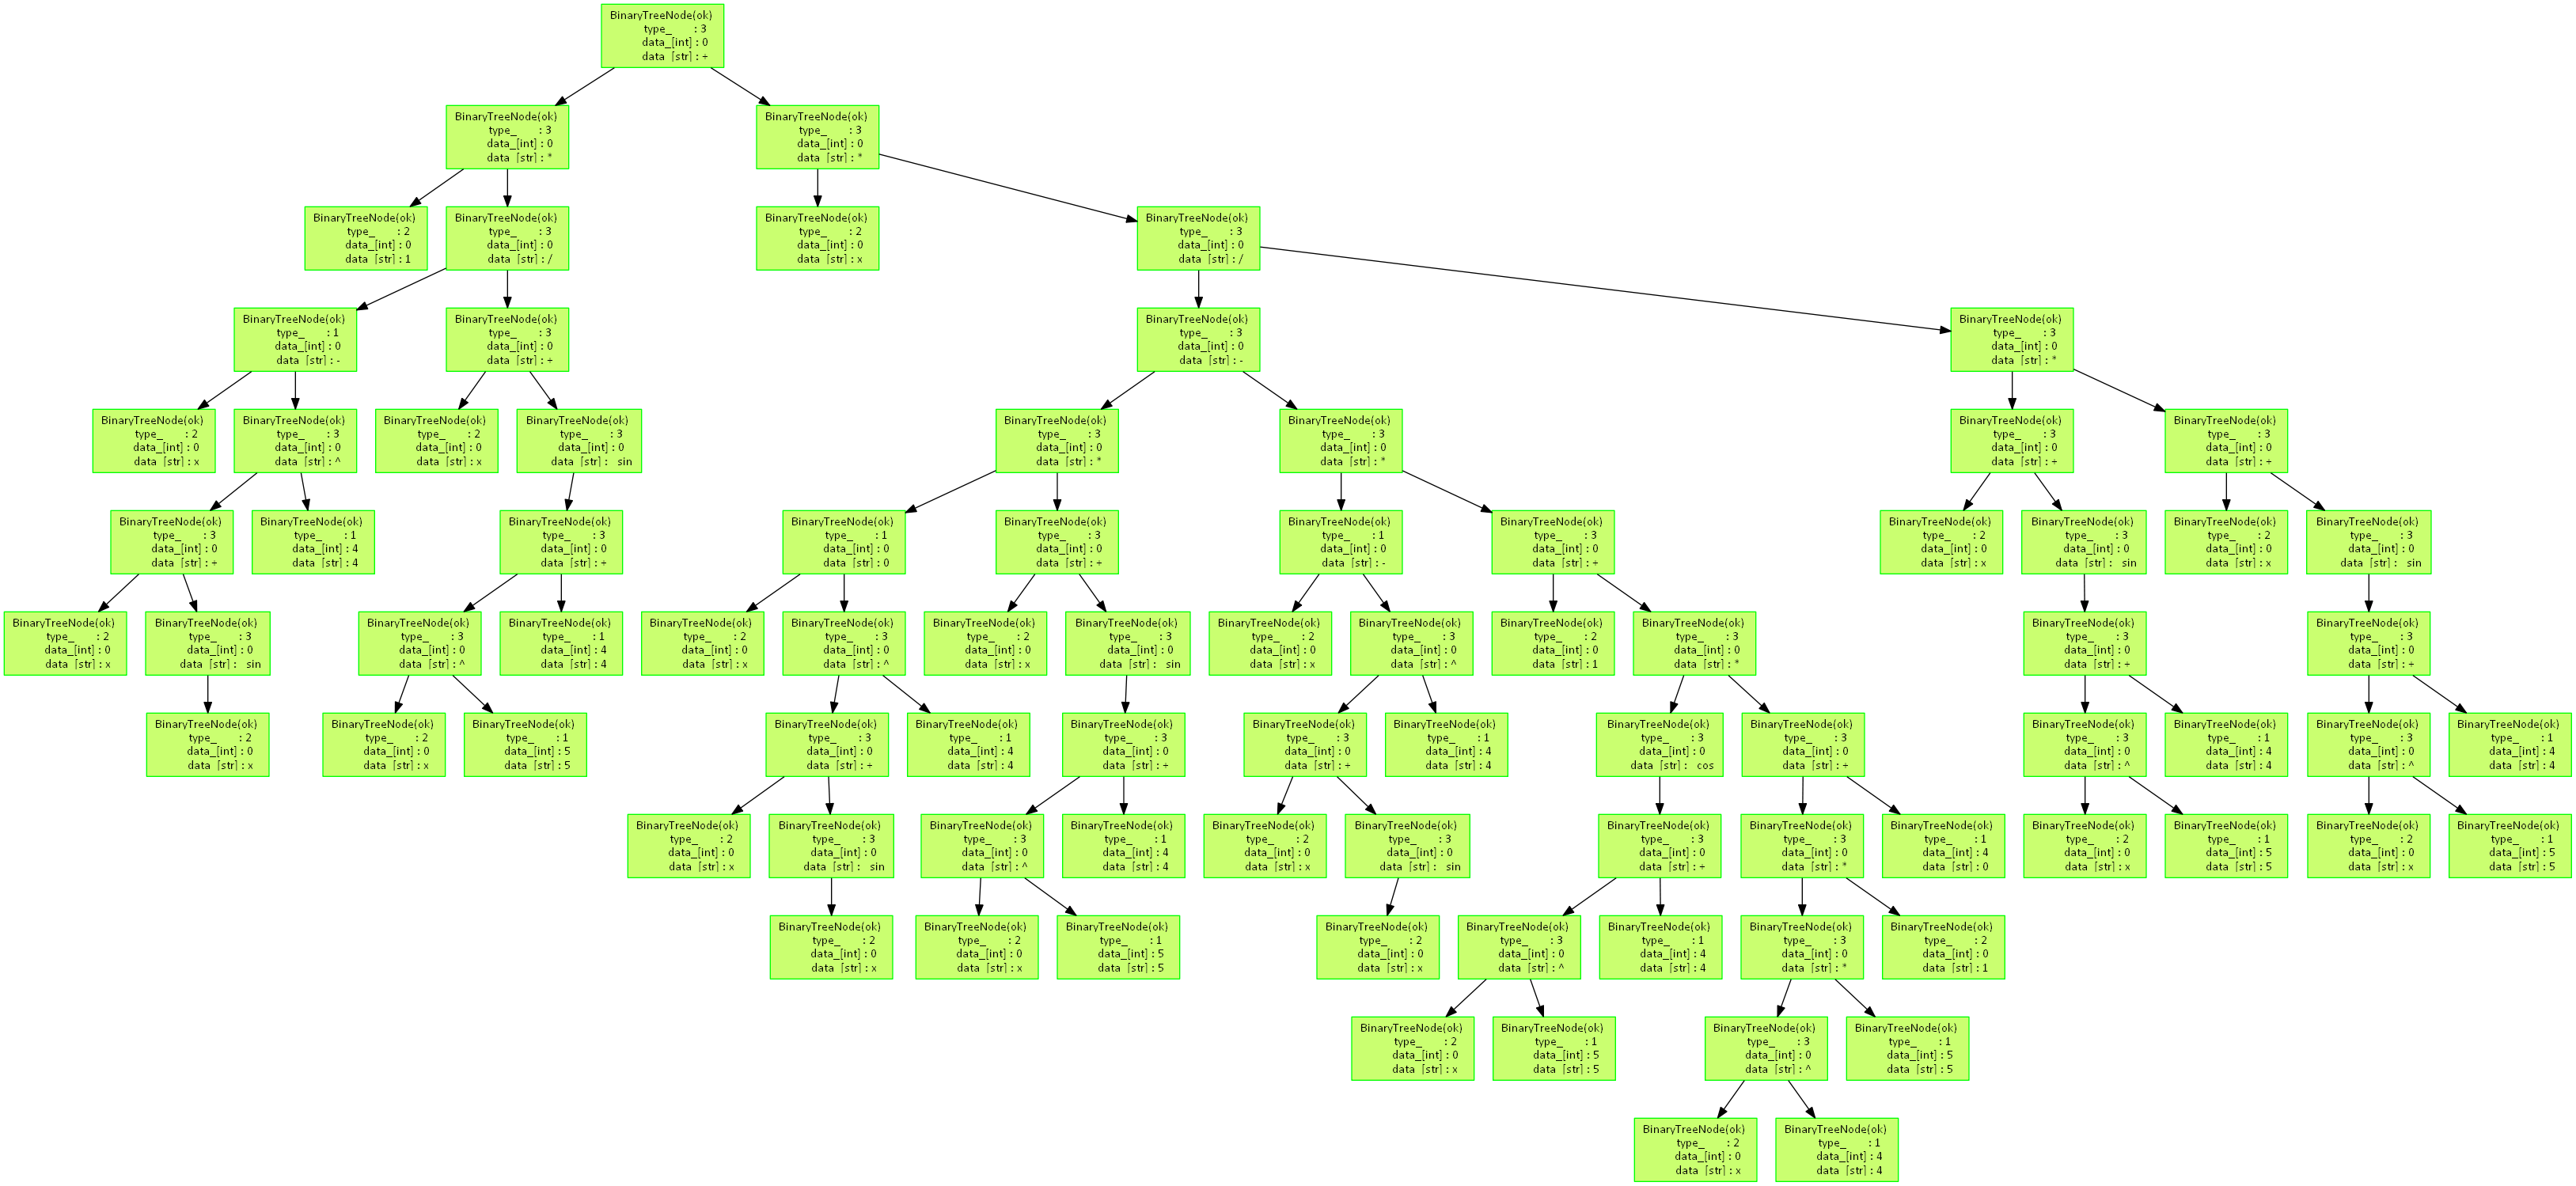 BinaryTreeNode(ok)
type_ : 3
data_[int] : 0
data_[str] : +
BinaryTreeNode(ok)
type_ : 3
data_[int] : 0
data_[str] : *
BinaryTreeNode(ok)
type_ : 3
data_[int] : 0
data_[str] : *
BinaryTreeNode(ok)
type_ : 2
data_[int] : 0
data_[str] : 1
BinaryTreeNode(ok)
type_ : 3
data_[int] : 0
data_[str] : /
BinaryTreeNode(ok)
type_ : 2
data_[int] : 0
data_[str] : x
BinaryTreeNode(ok)
type_ : 3
data_[int] : 0
data_[str] : /
BinaryTreeNode(ok)
type_ : 1
data_[int] : 0
data_[str] : -
BinaryTreeNode(ok)
type_ : 3
data_[int] : 0
data_[str] : +
BinaryTreeNode(ok)
type_ : 3
data_[int] : 0
data_[str] : -
BinaryTreeNode(ok)
type_ : 3
data_[int] : 0
data_[str] : *
BinaryTreeNode(ok)
type_ : 2
data_[int] : 0
data_[str] : x
BinaryTreeNode(ok)
type_ : 3
data_[int] : 0
data_[str] : ^
BinaryTreeNode(ok)
type_ : 2
data_[int] : 0
data_[str] : x
BinaryTreeNode(ok)
type_ : 3
data_[int] : 0
data_[str] : sin
BinaryTreeNode(ok)
type_ : 3
data_[int] : 0
data_[str] : *
BinaryTreeNode(ok)
type_ : 3
data_[int] : 0
data_[str] : *
BinaryTreeNode(ok)
type_ : 3
data_[int] : 0
data_[str] : +
BinaryTreeNode(ok)
type_ : 3
data_[int] : 0
data_[str] : +
BinaryTreeNode(ok)
type_ : 3
data_[int] : 0
data_[str] : +
BinaryTreeNode(ok)
type_ : 1
data_[int] : 4
data_[str] : 4
BinaryTreeNode(ok)
type_ : 3
data_[int] : 0
data_[str] : +
BinaryTreeNode(ok)
type_ : 1
data_[int] : 0
data_[str] : 0
BinaryTreeNode(ok)
type_ : 3
data_[int] : 0
data_[str] : +
BinaryTreeNode(ok)
type_ : 1
data_[int] : 0
data_[str] : -
BinaryTreeNode(ok)
type_ : 3
data_[int] : 0
data_[str] : +
BinaryTreeNode(ok)
type_ : 2
data_[int] : 0
data_[str] : x
BinaryTreeNode(ok)
type_ : 3
data_[int] : 0
data_[str] : sin
BinaryTreeNode(ok)
type_ : 2
data_[int] : 0
data_[str] : x
BinaryTreeNode(ok)
type_ : 3
data_[int] : 0
data_[str] : sin
BinaryTreeNode(ok)
type_ : 2
data_[int] : 0
data_[str] : x
BinaryTreeNode(ok)
type_ : 3
data_[int] : 0
data_[str] : sin
BinaryTreeNode(ok)
type_ : 3
data_[int] : 0
data_[str] : ^
BinaryTreeNode(ok)
type_ : 1
data_[int] : 4
data_[str] : 4
BinaryTreeNode(ok)
type_ : 2
data_[int] : 0
data_[str] : x
BinaryTreeNode(ok)
type_ : 3
data_[int] : 0
data_[str] : ^
BinaryTreeNode(ok)
type_ : 2
data_[int] : 0
data_[str] : x
BinaryTreeNode(ok)
type_ : 3
data_[int] : 0
data_[str] : sin
BinaryTreeNode(ok)
type_ : 2
data_[int] : 0
data_[str] : x
BinaryTreeNode(ok)
type_ : 3
data_[int] : 0
data_[str] : ^
BinaryTreeNode(ok)
type_ : 2
data_[int] : 0
data_[str] : 1
BinaryTreeNode(ok)
type_ : 3
data_[int] : 0
data_[str] : *
BinaryTreeNode(ok)
type_ : 3
data_[int] : 0
data_[str] : +
BinaryTreeNode(ok)
type_ : 3
data_[int] : 0
data_[str] : +
BinaryTreeNode(ok)
type_ : 2
data_[int] : 0
data_[str] : x
BinaryTreeNode(ok)
type_ : 2
data_[int] : 0
data_[str] : x
BinaryTreeNode(ok)
type_ : 1
data_[int] : 5
data_[str] : 5
BinaryTreeNode(ok)
type_ : 3
data_[int] : 0
data_[str] : +
BinaryTreeNode(ok)
type_ : 1
data_[int] : 4
data_[str] : 4
BinaryTreeNode(ok)
type_ : 3
data_[int] : 0
data_[str] : +
BinaryTreeNode(ok)
type_ : 3
data_[int] : 0
data_[str] : +
BinaryTreeNode(ok)
type_ : 1
data_[int] : 4
data_[str] : 4
BinaryTreeNode(ok)
type_ : 3
data_[int] : 0
data_[str] : cos
BinaryTreeNode(ok)
type_ : 3
data_[int] : 0
data_[str] : +
BinaryTreeNode(ok)
type_ : 3
data_[int] : 0
data_[str] : ^
BinaryTreeNode(ok)
type_ : 1
data_[int] : 4
data_[str] : 4
BinaryTreeNode(ok)
type_ : 3
data_[int] : 0
data_[str] : ^
BinaryTreeNode(ok)
type_ : 1
data_[int] : 4
data_[str] : 4
BinaryTreeNode(ok)
type_ : 2
data_[int] : 0
data_[str] : x
BinaryTreeNode(ok)
type_ : 3
data_[int] : 0
data_[str] : sin
BinaryTreeNode(ok)
type_ : 3
data_[int] : 0
data_[str] : ^
BinaryTreeNode(ok)
type_ : 1
data_[int] : 4
data_[str] : 4
BinaryTreeNode(ok)
type_ : 2
data_[int] : 0
data_[str] : x
BinaryTreeNode(ok)
type_ : 3
data_[int] : 0
data_[str] : sin
BinaryTreeNode(ok)
type_ : 3
data_[int] : 0
data_[str] : +
BinaryTreeNode(ok)
type_ : 3
data_[int] : 0
data_[str] : *
BinaryTreeNode(ok)
type_ : 1
data_[int] : 4
data_[str] : 0
BinaryTreeNode(ok)
type_ : 2
data_[int] : 0
data_[str] : x
BinaryTreeNode(ok)
type_ : 1
data_[int] : 5
data_[str] : 5
BinaryTreeNode(ok)
type_ : 2
data_[int] : 0
data_[str] : x
BinaryTreeNode(ok)
type_ : 1
data_[int] : 5
data_[str] : 5
BinaryTreeNode(ok)
type_ : 2
data_[int] : 0
data_[str] : x
BinaryTreeNode(ok)
type_ : 2
data_[int] : 0
data_[str] : x
BinaryTreeNode(ok)
type_ : 1
data_[int] : 5
data_[str] : 5
BinaryTreeNode(ok)
type_ : 2
data_[int] : 0
data_[str] : x
BinaryTreeNode(ok)
type_ : 3
data_[int] : 0
data_[str] : ^
BinaryTreeNode(ok)
type_ : 1
data_[int] : 4
data_[str] : 4
BinaryTreeNode(ok)
type_ : 3
data_[int] : 0
data_[str] : *
BinaryTreeNode(ok)
type_ : 2
data_[int] : 0
data_[str] : 1
BinaryTreeNode(ok)
type_ : 2
data_[int] : 0
data_[str] : x
BinaryTreeNode(ok)
type_ : 1
data_[int] : 5
data_[str] : 5
BinaryTreeNode(ok)
type_ : 3
data_[int] : 0
data_[str] : ^
BinaryTreeNode(ok)
type_ : 1
data_[int] : 5
data_[str] : 5
BinaryTreeNode(ok)
type_ : 2
data_[int] : 0
data_[str] : x
BinaryTreeNode(ok)
type_ : 1
data_[int] : 4
data_[str] : 4